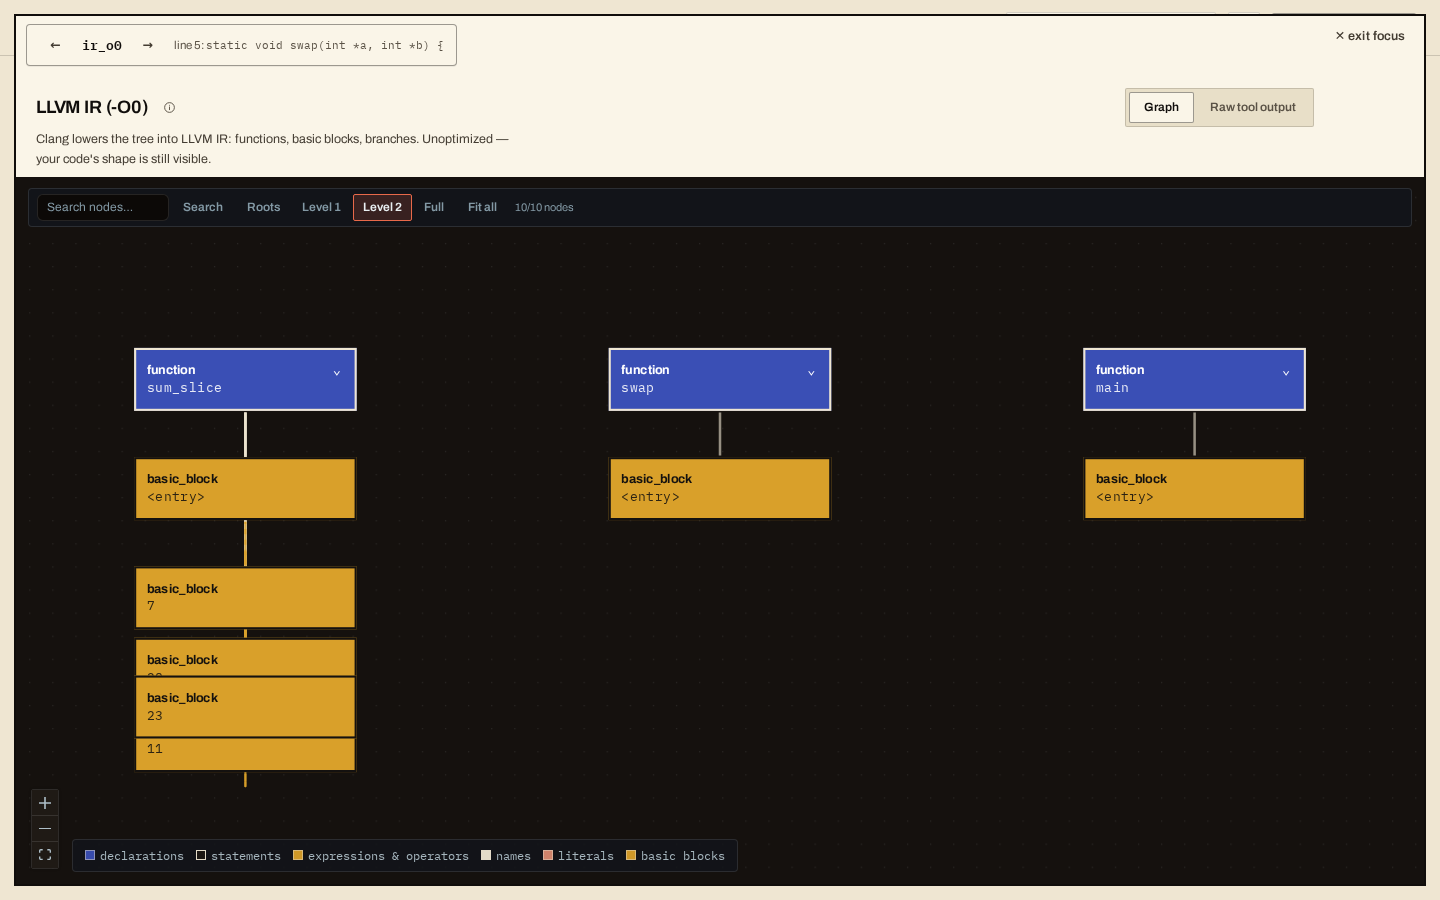 ← ir_o0 → line 5: static void swap(int *a, int *b) {
✕ exit focus
LLVM IR (-O0)
Graph
Raw tool output
Clang lowers the tree into LLVM IR: functions, basic blocks, branches. Unoptimized —
your code's shape is still visible.
Search nodes...
Search
Roots
Level 1
Level 2
Full
Fit all
10/10 nodes
function
sum_slice
function
swap
function
main
basic_block
<entry>
basic_block
<entry>
basic_block
<entry>
basic_block
7
basic_block
basic_block
23
11
declarations
statements
expressions & operators
names
literals
basic blocks